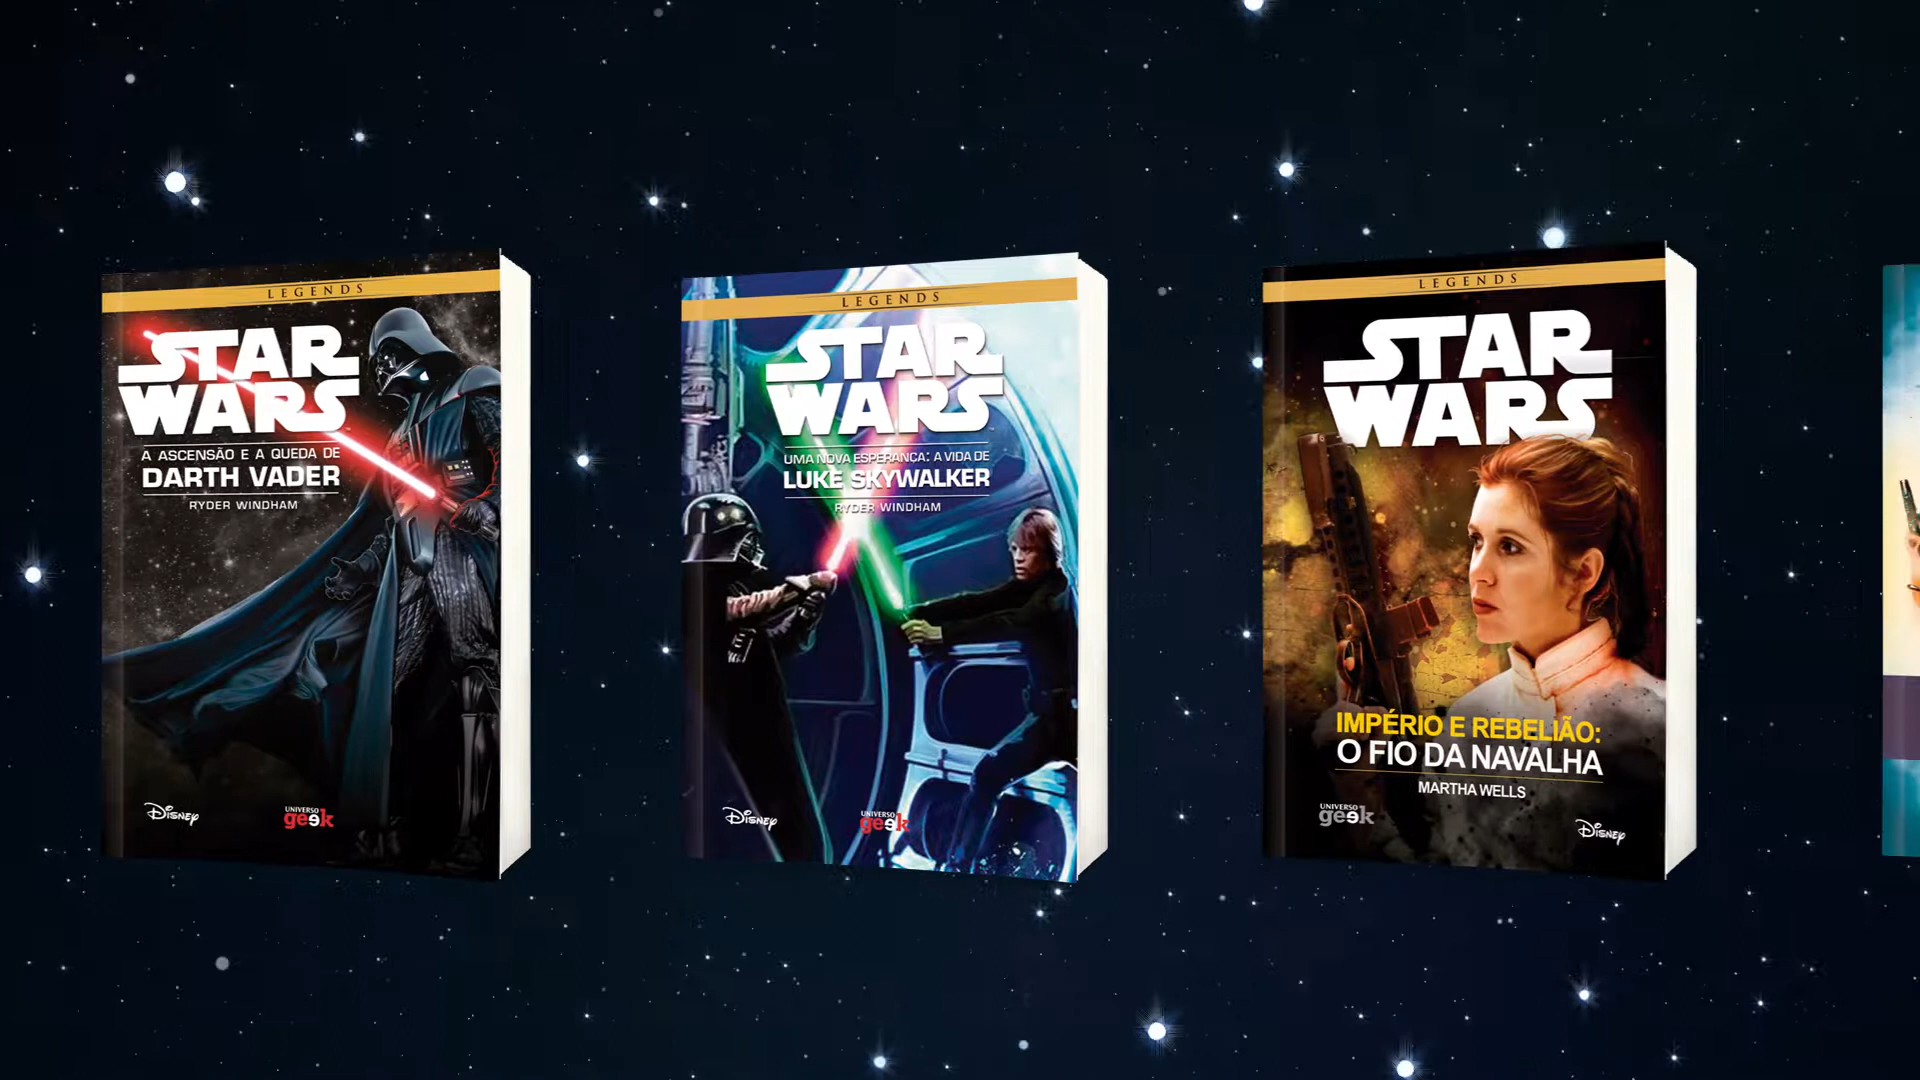 LEGENDS
STAR
WARS
A ASCENSÃO E A QUEDA DE
DARTH VADER
RYDER WINDHAM
Disney
UNIVERSO
geek
LEGENDS
STAR
WARS
UMA NOVA ESPERANÇA: A VIDA DE
LUKE SKYWALKER
RYDER WINDHAM
Disney
UNIVERSO
geek
LEGENDS
STAR
WARS
IMPÉRIO E REBELIÃO:
O FIO DA NAVALHA
MARTHA WELLS
UNIVERSO
geek
Disney